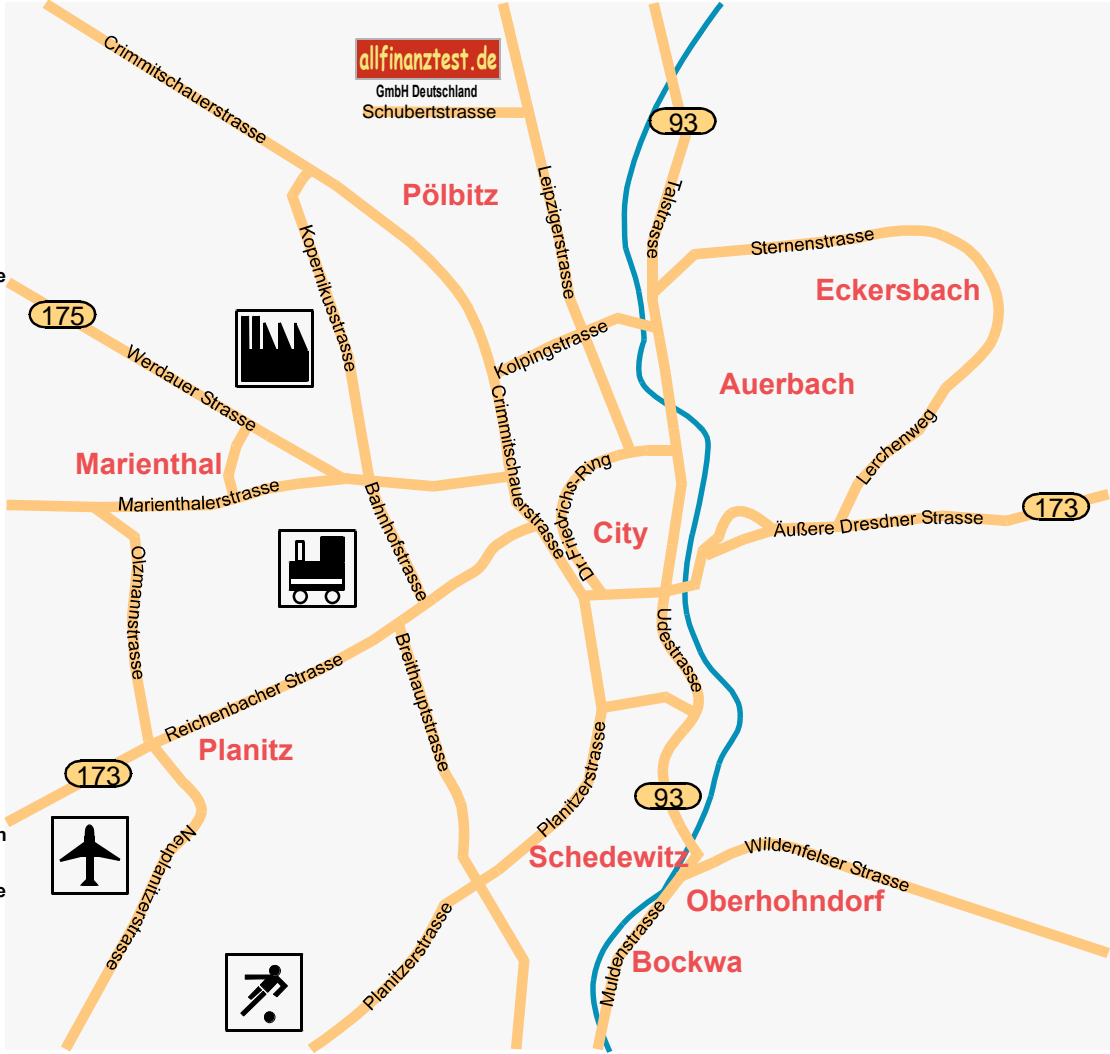 allfinanztest.de
GmbH Deutschland
Schubertstrasse
Crimmitschauerstrasse
93
Pölbitz
Leipzigerstrasse
Talstrasse
Sternenstrasse
Kopernikusstrasse
e
Eckersbach
175
Kolpingstrasse
Werdauer Strasse
Auerbach
Crimmitschauerstrasse
Lerchenweg
Marienthal
Marienthalerstrasse
Dr.Friedrichs-Ring
Bahnhofstrasse
173
Äußere Dresdner Strasse
City
Olzmannstrasse
Udestrasse
Breithauptstrasse
Reichenbacher Strasse
Planitz
Planitzerstrasse
173
93
n
Neuplanitzerstrasse
Schedewitz
Wildenfelser Strasse
e
Oberhohndorf
Planitzerstrasse
Muldenstrasse
Bockwa